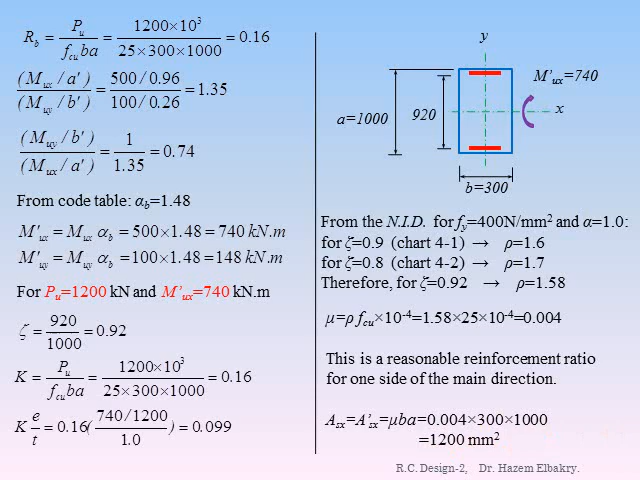 R_b = P_u / f_cu ba = 1200×10³ / 25×300×1000 = 0.16
(M_ux / a') / (M_uy / b') = 500 / 0.96 / 100 / 0.26 = 1.35
(M_uy / b') / (M_ux / a') = 1 / 1.35 = 0.74
From code table: α_b=1.48
M'_ux = M_ux α_b = 500×1.48 = 740 kN.m
M'_uy = M_uy α_b = 100×1.48 = 148 kN.m
For P_u=1200 kN and M'_ux=740 kN.m
ζ = 920 / 1000 = 0.92
K = P_u / f_cu ba = 1200×10³ / 25×300×1000 = 0.16
K e / t = 0.16( 740/1200 / 1.0 ) = 0.099
y
M'_ux=740
x
a=1000
920
b=300
From the N.I.D. for f_y=400N/mm² and α=1.0:
for ζ=0.9 (chart 4-1) → ρ=1.6
for ζ=0.8 (chart 4-2) → ρ=1.7
Therefore, for ζ=0.92 → ρ=1.58
μ=ρ f_cu×10⁻⁴=1.58×25×10⁻⁴=0.004
This is a reasonable reinforcement ratio
for one side of the main direction.
A_sx=A'_sx=μba=0.004×300×1000
=1200 mm²
R.C. Design-2, Dr. Hazem Elbakry.